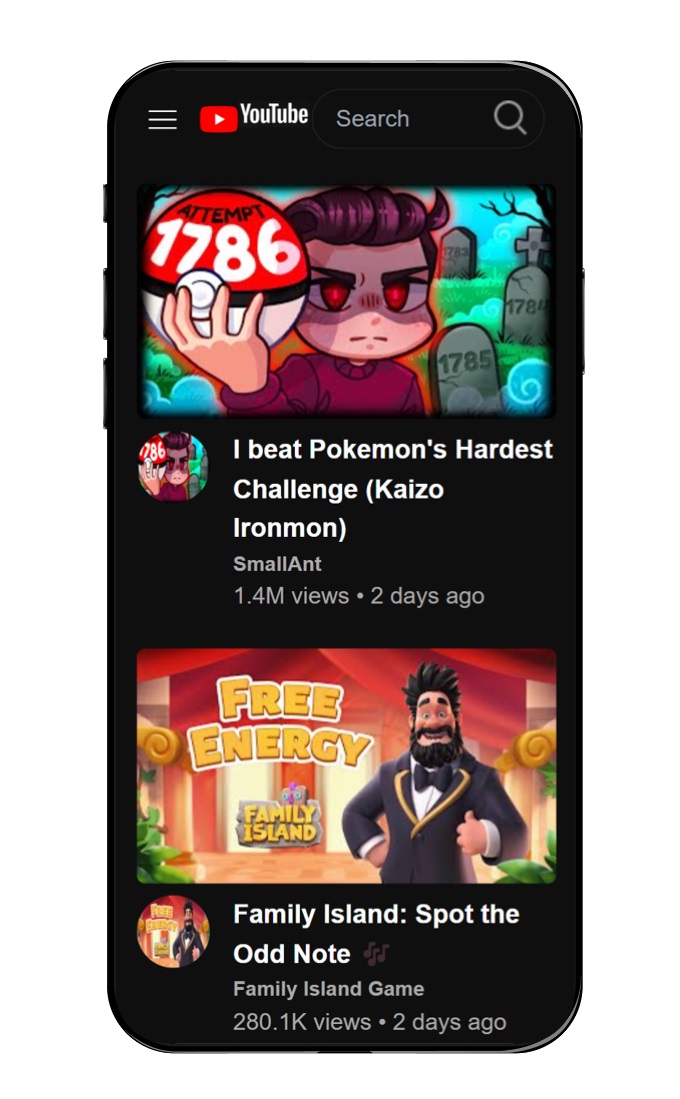 YouTube
Search
ATTEMPT
1786
1783
1784
1785
1786
I beat Pokemon's Hardest
Challenge (Kaizo
Ironmon)
SmallAnt
1.4M views • 2 days ago
FREE
ENERGY
FAMILY
ISLAND
FREE
ENERGY
Family Island: Spot the
Odd Note 🎶
Family Island Game
280.1K views • 2 days ago